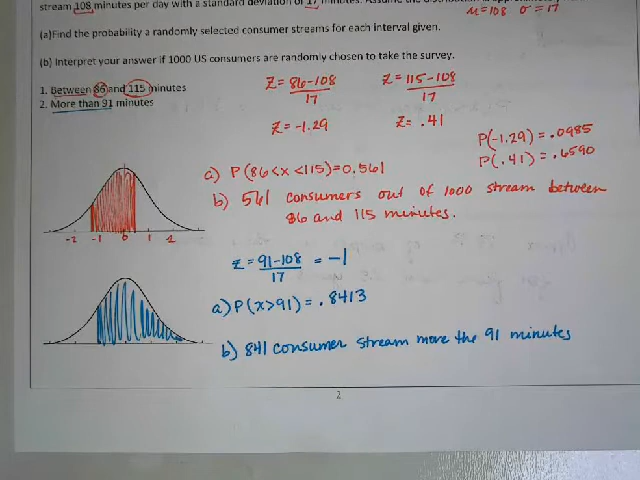 stream 108 minutes per day with a standard deviation of 17 minutes. Assume the distribution is
μ=108 σ=17
(a)Find the probability a randomly selected consumer streams for each interval given.
(b) Interpret your answer if 1000 US consumers are randomly chosen to take the survey.
1. Between 86 and 115 minutes
2. More than 91 minutes
Z = 86-108
17
Z = 115-108
17
Z = -1.29
Z = .41
P(-1.29) = .0985
P(.41) = .6590
a) P(86<x<115)=0.561
b) 561 consumers out of 1000 stream between
86 and 115 minutes.
-2 -1 0 1 2
z = 91-108 = -1
17
a) P(x>91) = .8413
b) 841 consumer stream more the 91 minutes
2